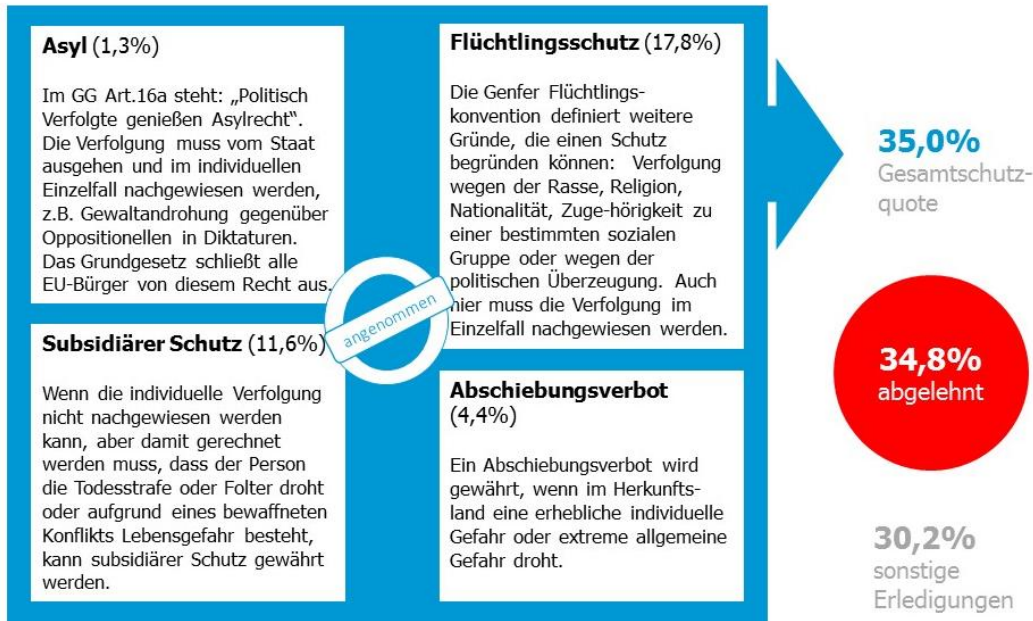 Asyl (1,3%)
Im GG Art.16a steht: „Politisch
Verfolgte genießen Asylrecht“.
Die Verfolgung muss vom Staat
ausgehen und im individuellen
Einzelfall nachgewiesen werden,
z.B. Gewaltandrohung gegenüber
Oppositionellen in Diktaturen.
Das Grundgesetz schließt alle
EU-Bürger von diesem Recht aus.
Flüchtlingsschutz (17,8%)
Die Genfer Flüchtlings-
konvention definiert weitere
Gründe, die einen Schutz
begründen können: Verfolgung
wegen der Rasse, Religion,
Nationalität, Zuge-hörigkeit zu
einer bestimmten sozialen
Gruppe oder wegen der
politischen Überzeugung. Auch
hier muss die Verfolgung im
Einzelfall nachgewiesen werden.
angenommen
Subsidiärer Schutz (11,6%)
Wenn die individuelle Verfolgung
nicht nachgewiesen werden
kann, aber damit gerechnet
werden muss, dass der Person
die Todesstrafe oder Folter droht
oder aufgrund eines bewaffneten
Konflikts Lebensgefahr besteht,
kann subsidiärer Schutz gewährt
werden.
Abschiebungsverbot
(4,4%)
Ein Abschiebungsverbot wird
gewährt, wenn im Herkunfts-
land eine erhebliche individuelle
Gefahr oder extreme allgemeine
Gefahr droht.
35,0%
Gesamtschutz-
quote
34,8%
abgelehnt
30,2%
sonstige
Erledigungen